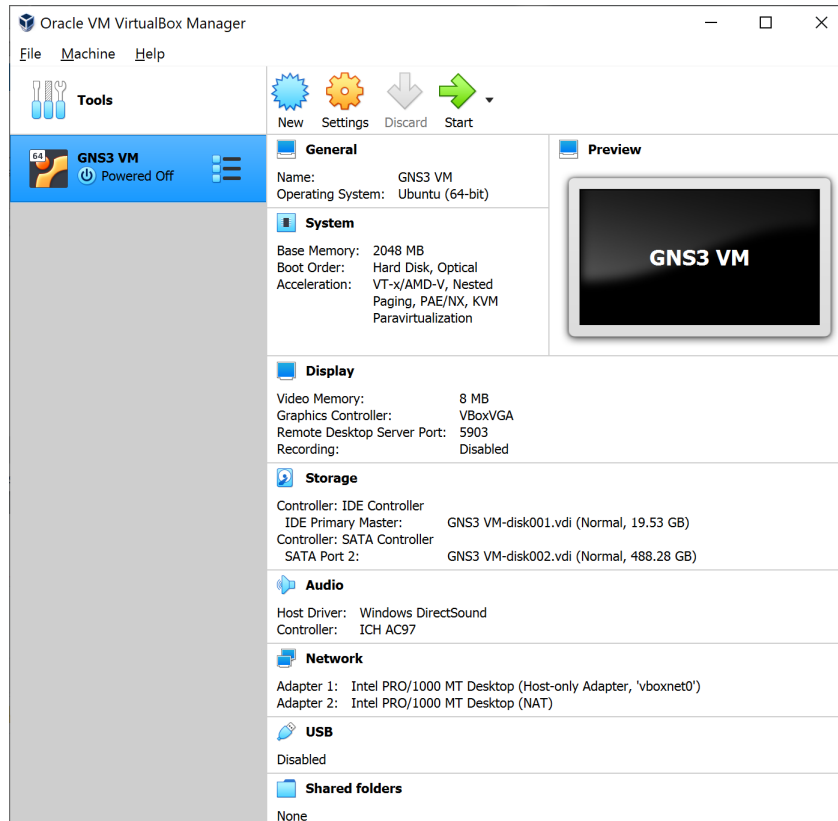 Oracle VM VirtualBox Manager
File Machine Help
Tools
New Settings Discard Start
64
GNS3 VM
Powered Off
General
Name: GNS3 VM
Operating System: Ubuntu (64-bit)
Preview
GNS3 VM
System
Base Memory: 2048 MB
Boot Order: Hard Disk, Optical
Acceleration: VT-x/AMD-V, Nested
Paging, PAE/NX, KVM
Paravirtualization
Display
Video Memory: 8 MB
Graphics Controller: VBoxVGA
Remote Desktop Server Port: 5903
Recording: Disabled
Storage
Controller: IDE Controller
IDE Primary Master: GNS3 VM-disk001.vdi (Normal, 19.53 GB)
Controller: SATA Controller
SATA Port 2: GNS3 VM-disk002.vdi (Normal, 488.28 GB)
Audio
Host Driver: Windows DirectSound
Controller: ICH AC97
Network
Adapter 1: Intel PRO/1000 MT Desktop (Host-only Adapter, 'vboxnet0')
Adapter 2: Intel PRO/1000 MT Desktop (NAT)
USB
Disabled
Shared folders
None